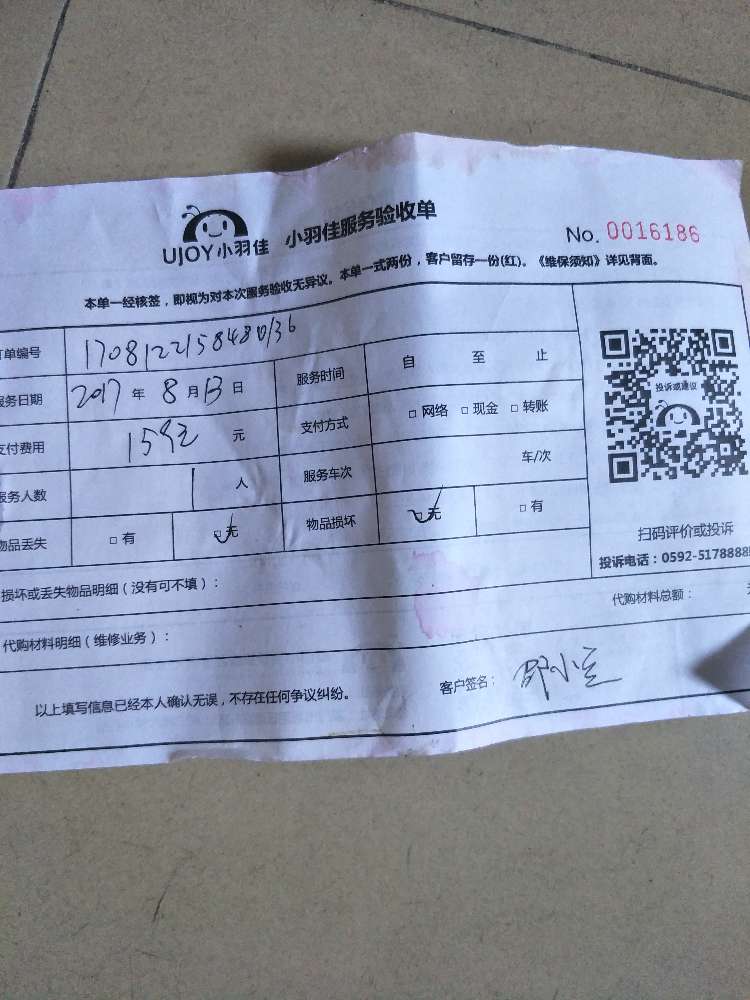 UJOY小羽佳 小羽佳服务验收单
No. 0016186
本单一经核签，即视为对本次服务验收无异议。本单一式两份，客户留存一份(红)。《维保须知》详见背面。
单编号 170812215848036
务日期 2017 年 8 月 13 日 服务时间 自 至 止
付费用 元 支付方式 □ 网络 □ 现金 □ 转账
务人数 1 人 服务车次 车/次
品丢失 □ 有 □ 无 物品损坏 □ 无 □ 有
投诉或建议
扫码评价或投诉
投诉电话：0592-5178888
损坏或丢失物品明细（没有可不填）：
代购材料明细（维修业务）： 代购材料总额：
以上填写信息已经本人确认无误，不存在任何争议纠纷。 客户签名：